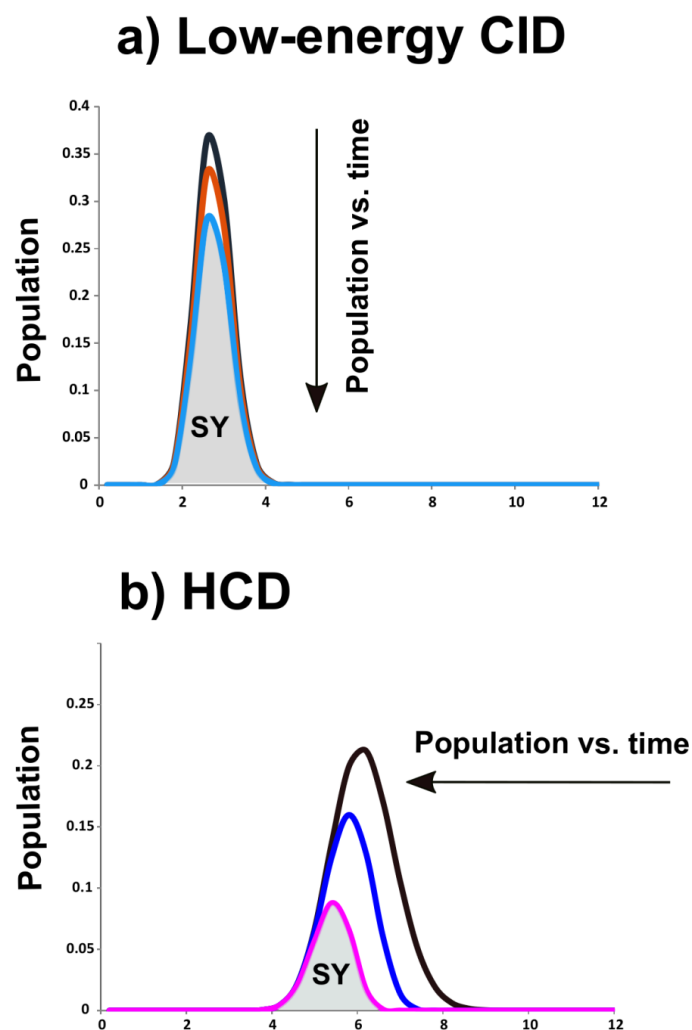 a) Low-energy CID
0.4
0.35
0.3
0.25
0.2
0.15
0.1
0.05
0
Population
Population vs. time
SY
0 2 4 6 8 10 12
b) HCD
0.25
0.2
0.15
0.1
0.05
0
Population
Population vs. time
SY
0 2 4 6 8 10 12